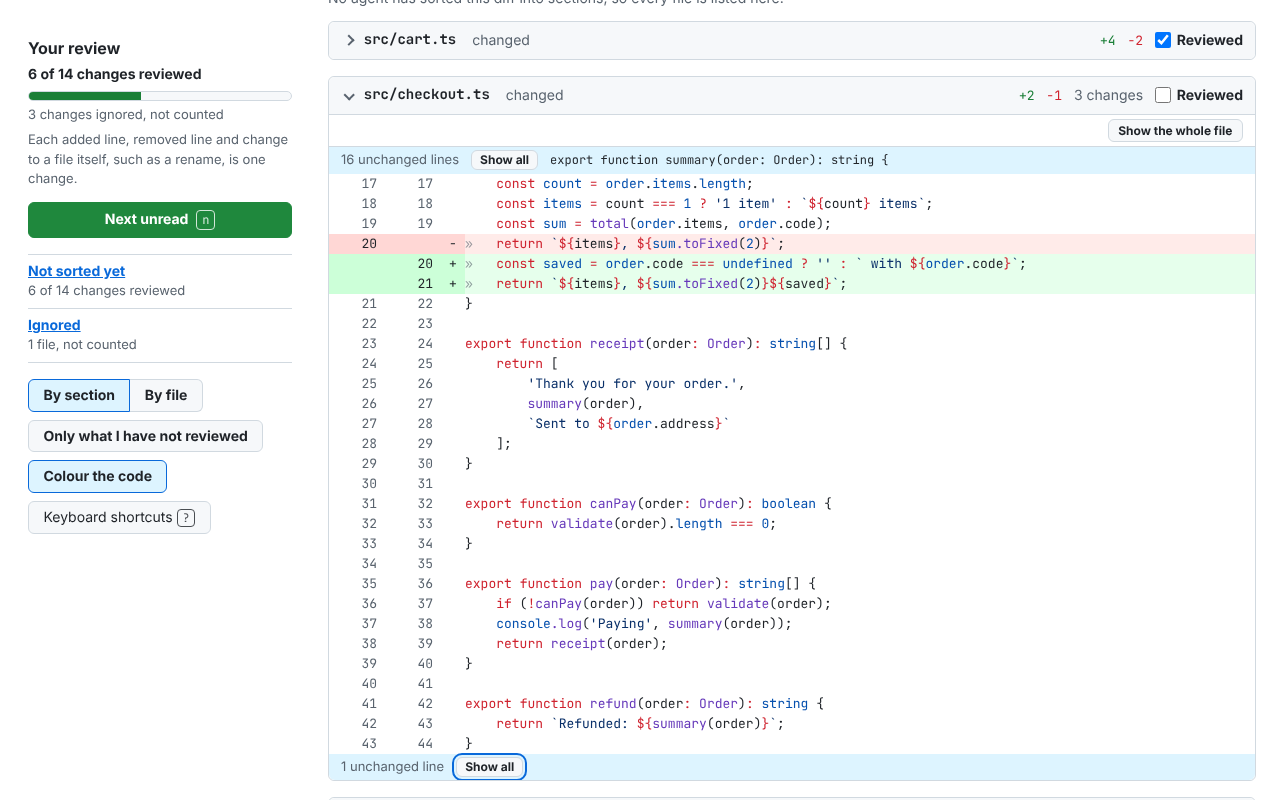 No agent has sorted this diff into sections, so every file is listed here.
Your review
6 of 14 changes reviewed
3 changes ignored, not counted
Each added line, removed line and change
to a file itself, such as a rename, is one
change.
Next unread n
Not sorted yet
6 of 14 changes reviewed
Ignored
1 file, not counted
By section By file
Only what I have not reviewed
Colour the code
Keyboard shortcuts ?
src/cart.ts changed +4 -2 Reviewed
src/checkout.ts changed +2 -1 3 changes Reviewed
Show the whole file
16 unchanged lines Show all export function summary(order: Order): string {
17 17 const count = order.items.length;
18 18 const items = count === 1 ? '1 item' : `${count} items`;
19 19 const sum = total(order.items, order.code);
20 - » return `${items}, ${sum.toFixed(2)}`;
20 + » const saved = order.code === undefined ? '' : ` with ${order.code}`;
21 + » return `${items}, ${sum.toFixed(2)}${saved}`;
21 22 }
22 23
23 24 export function receipt(order: Order): string[] {
24 25 return [
25 26 'Thank you for your order.',
26 27 summary(order),
27 28 `Sent to ${order.address}`
28 29 ];
29 30 }
30 31
31 32 export function canPay(order: Order): boolean {
32 33 return validate(order).length === 0;
33 34 }
34 35
35 36 export function pay(order: Order): string[] {
36 37 if (!canPay(order)) return validate(order);
37 38 console.log('Paying', summary(order));
38 39 return receipt(order);
39 40 }
40 41
41 42 export function refund(order: Order): string {
42 43 return `Refunded: ${summary(order)}`;
43 44 }
1 unchanged line Show all